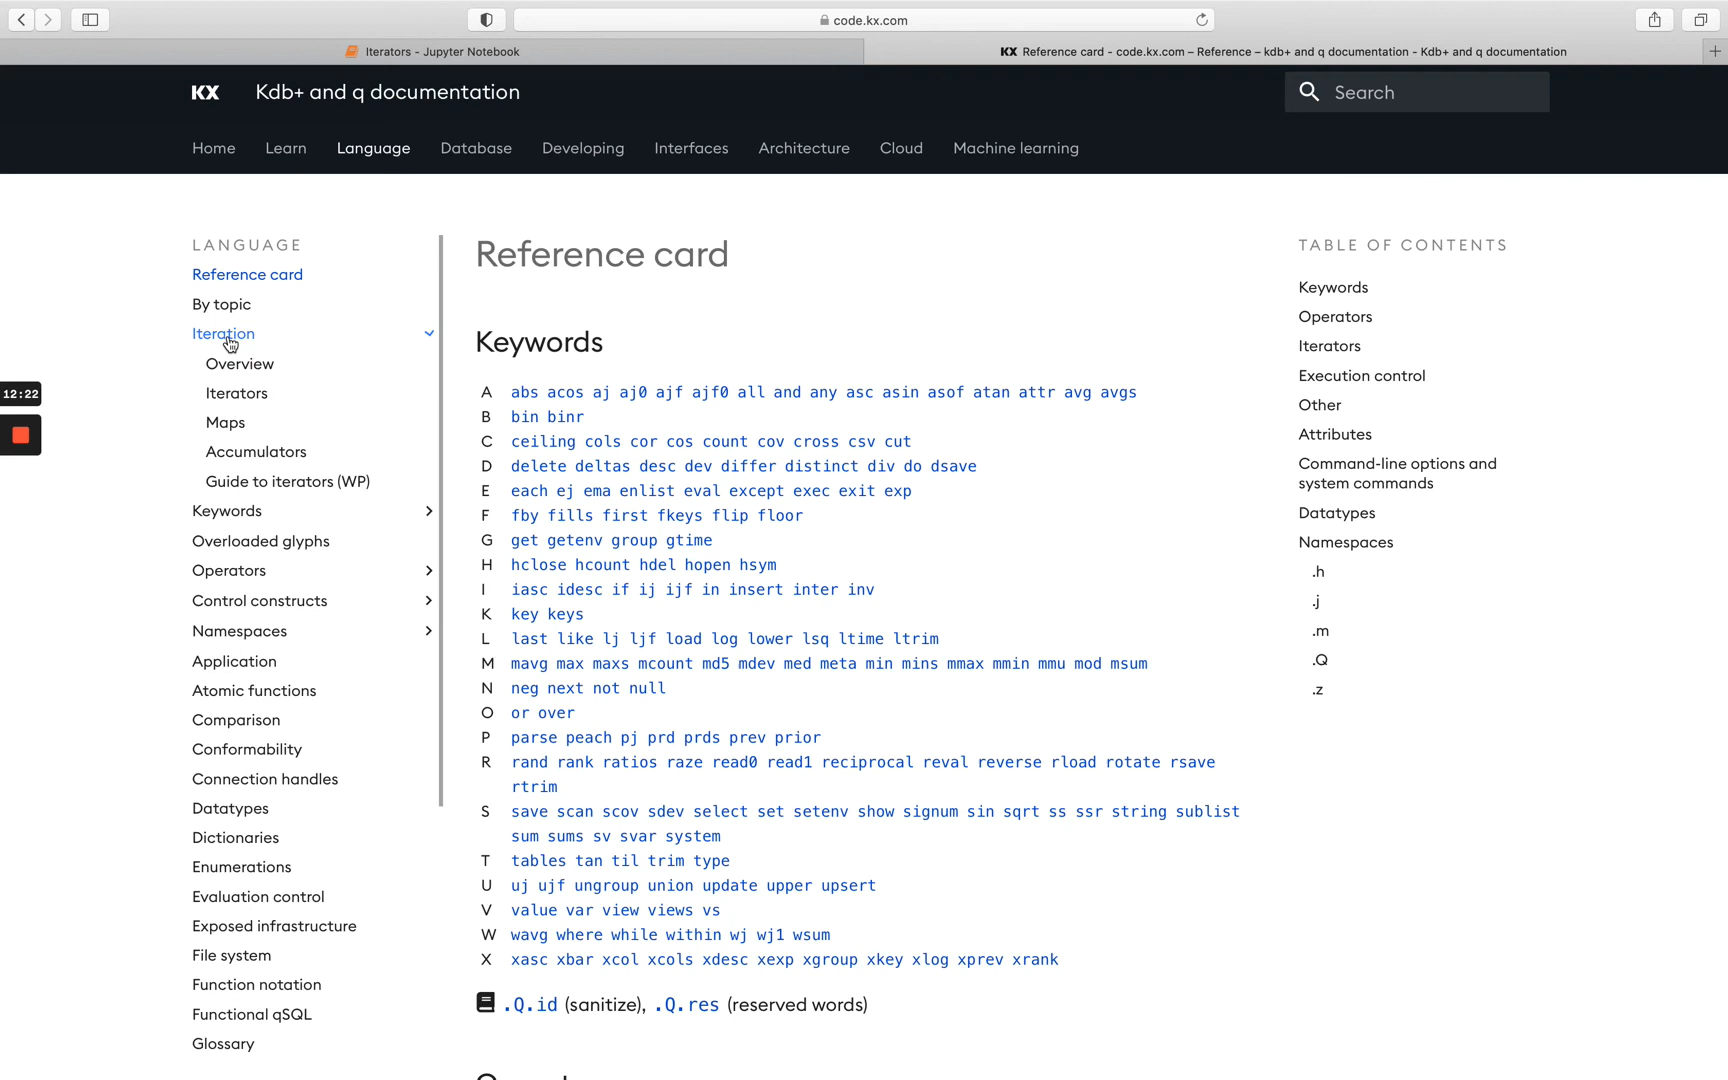 code.kx.com
Iterators - Jupyter Notebook
KX Reference card - code.kx.com – Reference – kdb+ and q documentation - Kdb+ and q documentation
KX Kdb+ and q documentation
Search
Home Learn Language Database Developing Interfaces Architecture Cloud Machine learning
LANGUAGE
Reference card
By topic
Iteration
Overview
Iterators
Maps
Accumulators
Guide to iterators (WP)
Keywords
Overloaded glyphs
Operators
Control constructs
Namespaces
Application
Atomic functions
Comparison
Conformability
Connection handles
Datatypes
Dictionaries
Enumerations
Evaluation control
Exposed infrastructure
File system
Function notation
Functional qSQL
Glossary
12:22
Reference card
Keywords
A abs acos aj aj0 ajf ajf0 all and any asc asin asof atan attr avg avgs
B bin binr
C ceiling cols cor cos count cov cross csv cut
D delete deltas desc dev differ distinct div do dsave
E each ej ema enlist eval except exec exit exp
F fby fills first fkeys flip floor
G get getenv group gtime
H hclose hcount hdel hopen hsym
I iasc idesc if ij ijf in insert inter inv
K key keys
L last like lj ljf load log lower lsq ltime ltrim
M mavg max maxs mcount md5 mdev med meta min mins mmax mmin mmu mod msum
N neg next not null
O or over
P parse peach pj prd prds prev prior
R rand rank ratios raze read0 read1 reciprocal reval reverse rload rotate rsave
rtrim
S save scan scov sdev select set setenv show signum sin sqrt ss ssr string sublist
sum sums sv svar system
T tables tan til trim type
U uj ujf ungroup union update upper upsert
V value var view views vs
W wavg where while within wj wj1 wsum
X xasc xbar xcol xcols xdesc xexp xgroup xkey xlog xprev xrank
.Q.id (sanitize), .Q.res (reserved words)
TABLE OF CONTENTS
Keywords
Operators
Iterators
Execution control
Other
Attributes
Command-line options and
system commands
Datatypes
Namespaces
.h
.j
.m
.Q
.z